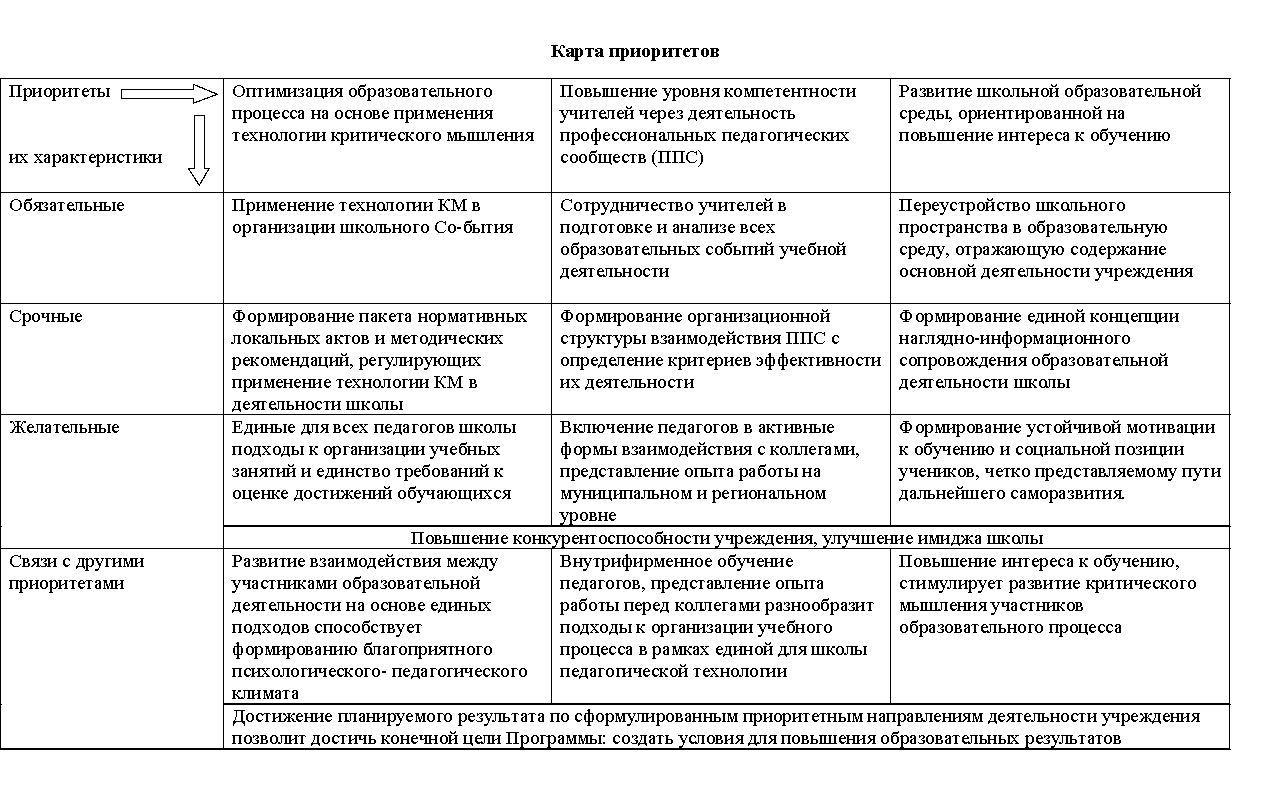 Карта приоритетов
Приоритеты
их характеристики
Оптимизация образовательного
процесса на основе применения
технологии критического мышления
Повышение уровня компетентности
учителей через деятельность
профессиональных педагогических
сообществ (ППС)
Развитие школьной образовательной
среды, ориентированной на
повышение интереса к обучению
Обязательные
Применение технологии КМ в
организации школьного Со-бытия
Сотрудничество учителей в
подготовке и анализе всех
образовательных событий учебной
деятельности
Переустройство школьного
пространства в образовательную
среду, отражающую содержание
основной деятельности учреждения
Срочные
Формирование пакета нормативных
локальных актов и методических
рекомендаций, регулирующих
применение технологии КМ в
деятельности школы
Формирование организационной
структуры взаимодействия ППС с
определение критериев эффективности
их деятельности
Формирование единой концепции
наглядно-информационного
сопровождения образовательной
деятельности школы
Желательные
Единые для всех педагогов школы
подходы к организации учебных
занятий и единство требований к
оценке достижений обучающихся
Включение педагогов в активные
формы взаимодействия с коллегами,
представление опыта работы на
муниципальном и региональном
уровне
Формирование устойчивой мотивации
к обучению и социальной позиции
учеников, четко представляемому пути
дальнейшего саморазвития.
Повышение конкурентоспособности учреждения, улучшение имиджа школы
Связи с другими
приоритетами
Развитие взаимодействия между
участниками образовательной
деятельности на основе единых
подходов способствует
формированию благоприятного
психологического- педагогического
климата
Внутрифирменное обучение
педагогов, представление опыта
работы перед коллегами разнообразит
подходы к организации учебного
процесса в рамках единой для школы
педагогической технологии
Повышение интереса к обучению,
стимулирует развитие критического
мышления участников
образовательного процесса
Достижение планируемого результата по сформулированным приоритетным направлениям деятельности учреждения
позволит достичь конечной цели Программы: создать условия для повышения образовательных результатов